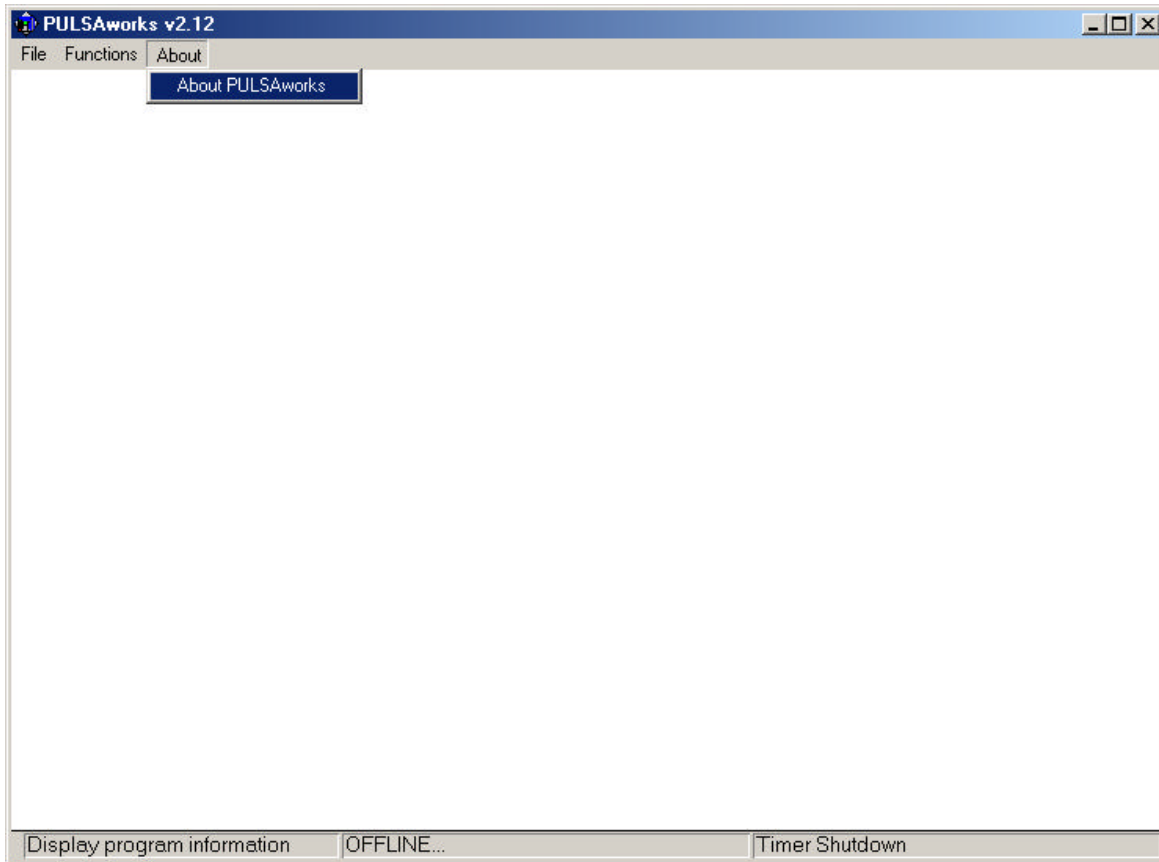 PULSAworks v2.12
File Functions About
About PULSAworks
Display program information OFFLINE... Timer Shutdown